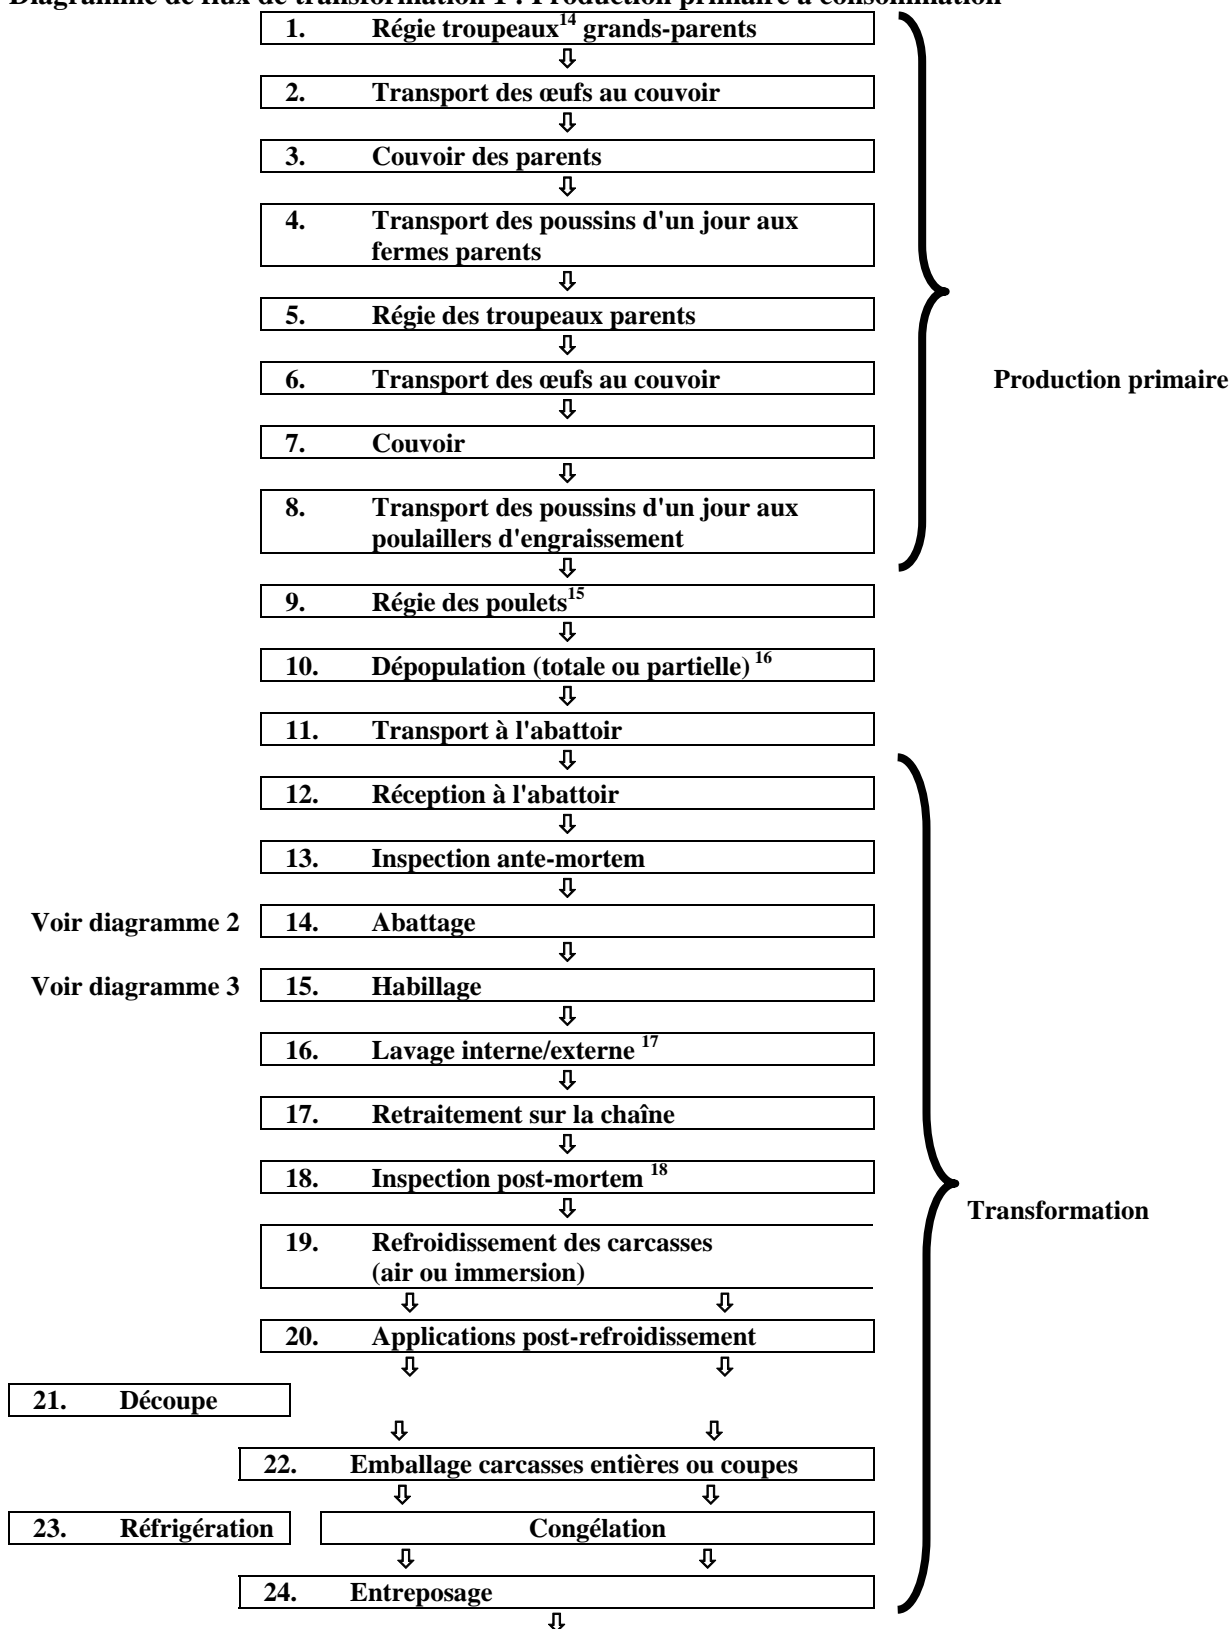 Diagramme de flux de transformation 1 : Production primaire à consommation
1. Régie troupeaux14 grands-parents
2. Transport des œufs au couvoir
3. Couvoir des parents
4. Transport des poussins d'un jour aux
fermes parents
5. Régie des troupeaux parents
6. Transport des œufs au couvoir
Production primaire
7. Couvoir
8. Transport des poussins d'un jour aux
poulaillers d'engraissement
9. Régie des poulets15
10. Dépopulation (totale ou partielle) 16
11. Transport à l'abattoir
12. Réception à l'abattoir
13. Inspection ante-mortem
Voir diagramme 2 14. Abattage
Voir diagramme 3 15. Habillage
16. Lavage interne/externe 17
17. Retraitement sur la chaîne
18. Inspection post-mortem 18
Transformation
19. Refroidissement des carcasses
(air ou immersion)
20. Applications post-refroidissement
21. Découpe
22. Emballage carcasses entières ou coupes
23. Réfrigération Congélation
24. Entreposage